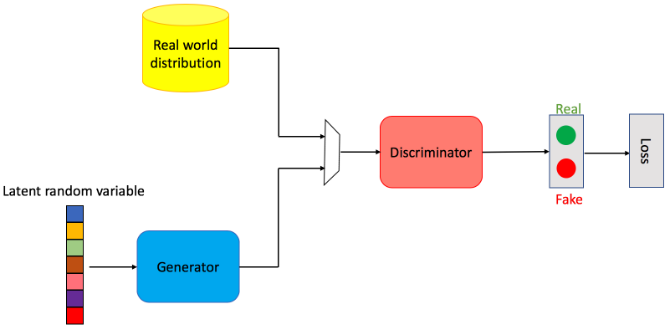 Real world
distribution
Real
Discriminator
Loss
Fake
Latent random variable
Generator